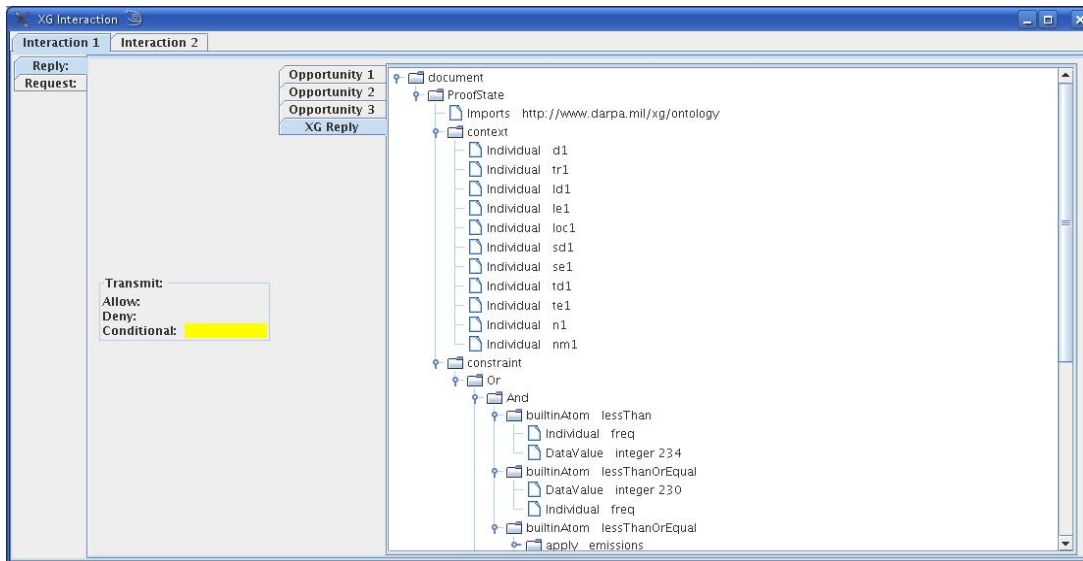 XG Interaction
Interaction 1 Interaction 2
Reply:
Request:
Opportunity 1
Opportunity 2
Opportunity 3
XG Reply
Transmit:
Allow:
Deny:
Conditional:
document
ProofState
Imports http://www.darpa.mil/xg/ontology
context
Individual d1
Individual tr1
Individual ld1
Individual le1
Individual loc1
Individual sd1
Individual se1
Individual td1
Individual te1
Individual n1
Individual nm1
constraint
Or
And
builtinAtom lessThan
Individual freq
DataValue integer 234
builtinAtom lessThanOrEqual
DataValue integer 230
Individual freq
builtinAtom lessThanOrEqual
apply emissions